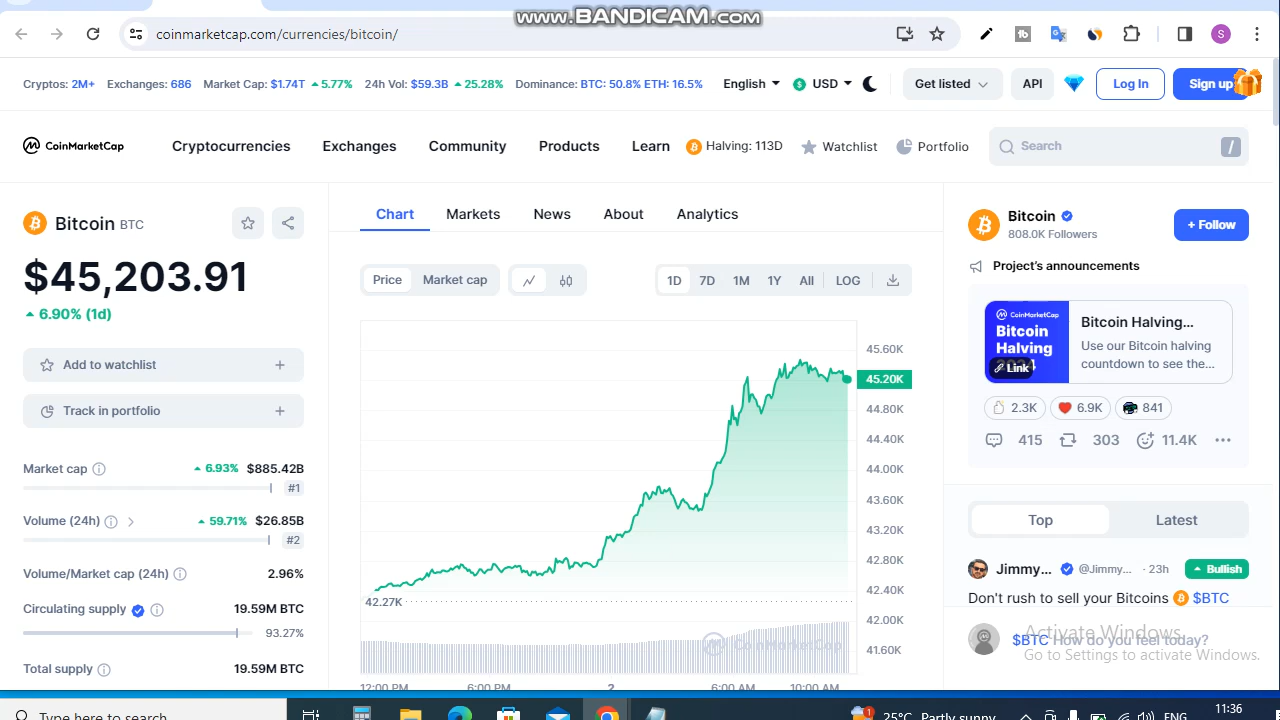 www.BANDICAM.com
coinmarketcap.com/currencies/bitcoin/
S
Cryptos: 2M+ Exchanges: 686 Market Cap: $1.74T 5.77% 24h Vol: $59.3B 25.28% Dominance: BTC: 50.8% ETH: 16.5% English USD Get listed API Log In Sign up
CoinMarketCap Cryptocurrencies Exchanges Community Products Learn Halving: 113D Watchlist Portfolio Search /
Bitcoin BTC
$45,203.91
6.90% (1d)
Add to watchlist +
Track in portfolio +
Market cap 6.93% $885.42B
#1
Volume (24h) 59.71% $26.85B
#2
Volume/Market cap (24h) 2.96%
Circulating supply 19.59M BTC
93.27%
Total supply 19.59M BTC
Chart Markets News About Analytics
Price Market cap 1D 7D 1M 1Y All LOG
45.60K
45.20K
44.80K
44.40K
44.00K
43.60K
43.20K
42.80K
42.40K
42.27K
42.00K
41.60K
CoinMarketCap
12:00 PM 6:00 PM 2 6:00 AM 10:00 AM
Bitcoin
808.0K Followers
+ Follow
Project's announcements
CoinMarketCap
Bitcoin
Halving
Link
Bitcoin Halving...
Use our Bitcoin halving
countdown to see the...
2.3K 6.9K 841
415 303 11.4K
Top Latest
Jimmy... @Jimmy... · 23h Bullish
Don't rush to sell your Bitcoins $BTC
$BTC How do you feel today?
Activate Windows
Go to Settings to activate Windows.
Type here to search
1 25°C Partly sunny ENG 11:36